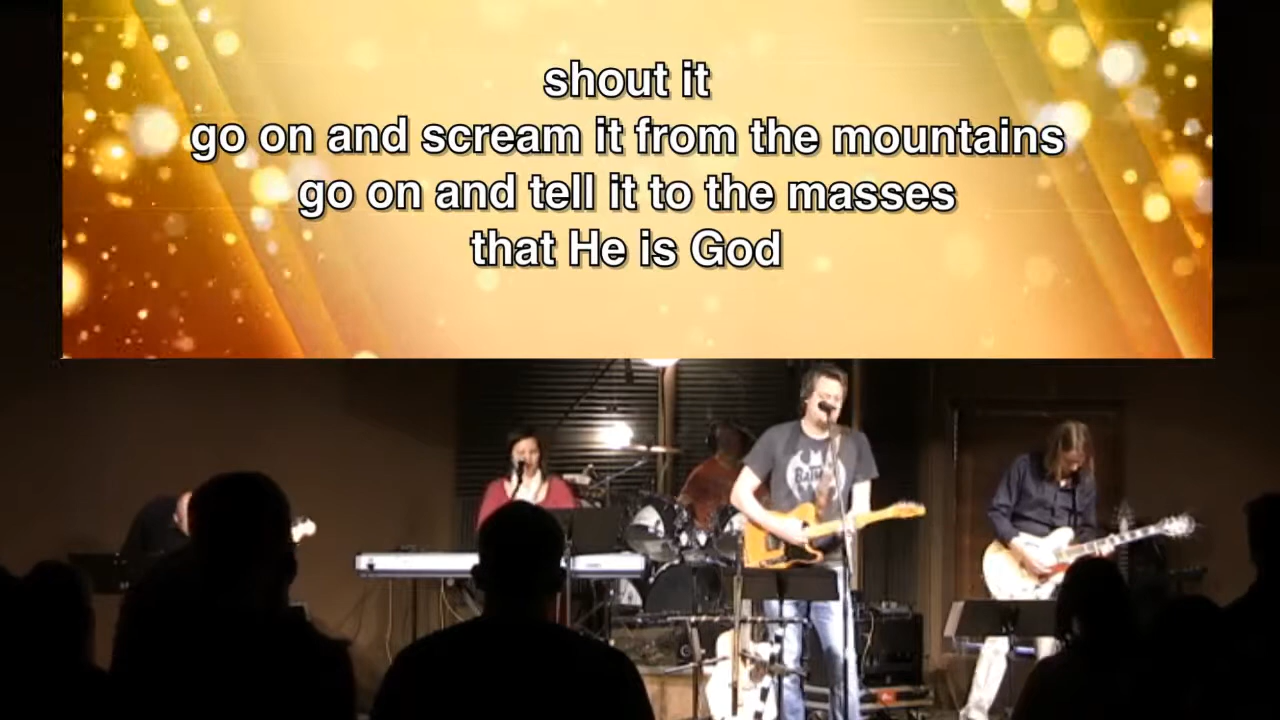 shout it
go on and scream it from the mountains
go on and tell it to the masses
that He is God